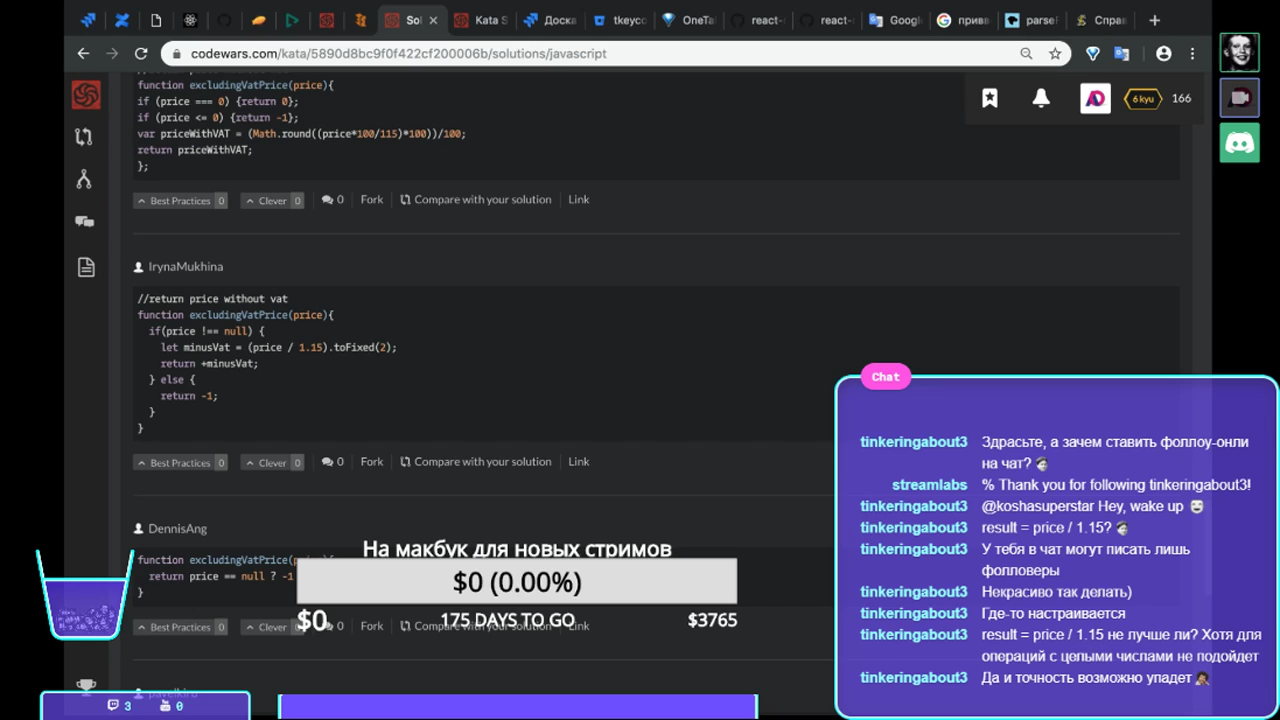 Sol
Kata S
Доска
tkeyco
OneTa
react-
react-
Googl
прив
parsef
Спра
codewars.com/kata/5890d8bc9f0f422cf200006b/solutions/javascript
6 kyu
166
function excludingVatPrice(price){
if (price === 0) {return 0};
if (price <= 0) {return -1};
var priceWithVAT = (Math.round((price*100/115)*100))/100;
return priceWithVAT;
};
Best Practices 0 Clever 0 0 Fork Compare with your solution Link
IrynaMukhina
//return price without vat
function excludingVatPrice(price){
if(price !== null) {
let minusVat = (price / 1.15).toFixed(2);
return +minusVat;
} else {
return -1;
}
}
Best Practices 0 Clever 0 0 Fork Compare with your solution Link
DennisAng
function excludingVatPrice(p
return price == null ? -1
}
Best Practices 0 Clever 0 Fork Compare with your solution Link
pavelkiro
На макбук для новых стримов
$0 (0.00%)
$0
175 DAYS TO GO
$3765
3
0
Chat
tinkeringabout3 Здрасьте, а зачем ставить фоллоу-онли
на чат?
streamlabs % Thank you for following tinkeringabout3!
tinkeringabout3 @koshasuperstar Hey, wake up
tinkeringabout3 result = price / 1.15?
tinkeringabout3 У тебя в чат могут писать лишь
фолловеры
tinkeringabout3 Некрасиво так делать)
tinkeringabout3 Где-то настраивается
tinkeringabout3 result = price / 1.15 не лучше ли? Хотя для
операций с целыми числами не подойдет
tinkeringabout3 Да и точность возможно упадет